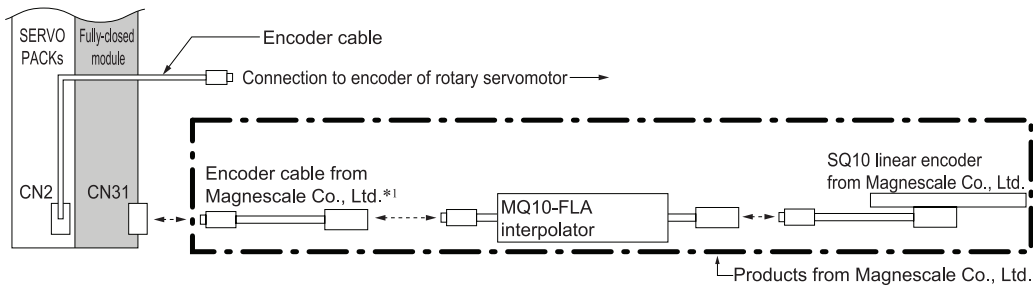 SERVO
PACKs
Fully-closed
module
Encoder cable
Connection to encoder of rotary servomotor
CN2
CN31
Encoder cable from
Magnescale Co., Ltd.*1
MQ10-FLA
interpolator
SQ10 linear encoder
from Magnescale Co., Ltd.
Products from Magnescale Co., Ltd.